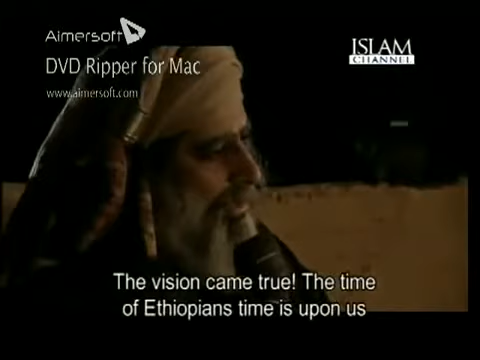 Aimersoft
DVD Ripper for Mac
www.aimersoft.com
ISLAM
CHANNEL
The vision came true! The time
of Ethiopians time is upon us